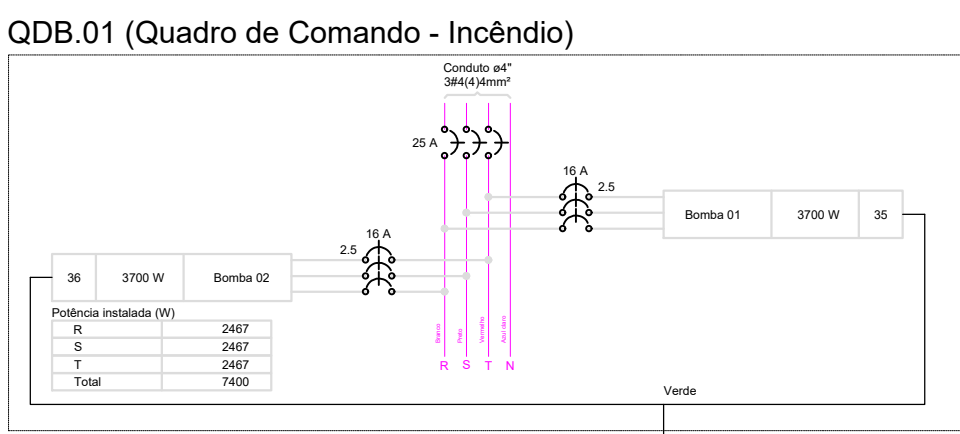 QDB.01 (Quadro de Comando - Incêndio)
Conduto ø4"
3#4(4)4mm²
25 A
16 A
2.5
Bomba 01
3700 W
35
16 A
2.5
36
3700 W
Bomba 02
Potência instalada (W)
R 2467
S 2467
T 2467
Total 7400
Branco
Preto
Vermelho
Azul claro
R S T N
Verde